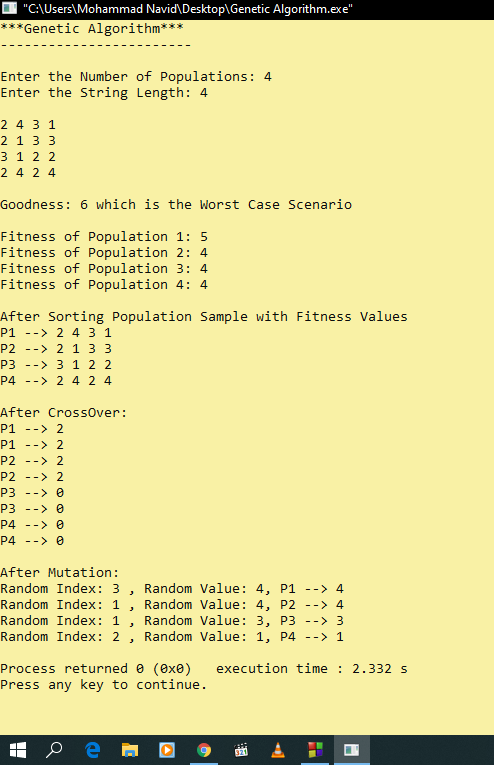 "C:\Users\Mohammad Navid\Desktop\Genetic Algorithm.exe"
***Genetic Algorithm***
------------------------
Enter the Number of Populations: 4
Enter the String Length: 4
2 4 3 1
2 1 3 3
3 1 2 2
2 4 2 4
Goodness: 6 which is the Worst Case Scenario
Fitness of Population 1: 5
Fitness of Population 2: 4
Fitness of Population 3: 4
Fitness of Population 4: 4
After Sorting Population Sample with Fitness Values
P1 --> 2 4 3 1
P2 --> 2 1 3 3
P3 --> 3 1 2 2
P4 --> 2 4 2 4
After CrossOver:
P1 --> 2
P1 --> 2
P2 --> 2
P2 --> 2
P3 --> 0
P3 --> 0
P4 --> 0
P4 --> 0
After Mutation:
Random Index: 3 , Random Value: 4, P1 --> 4
Random Index: 1 , Random Value: 4, P2 --> 4
Random Index: 1 , Random Value: 3, P3 --> 3
Random Index: 2 , Random Value: 1, P4 --> 1
Process returned 0 (0x0)   execution time : 2.332 s
Press any key to continue.